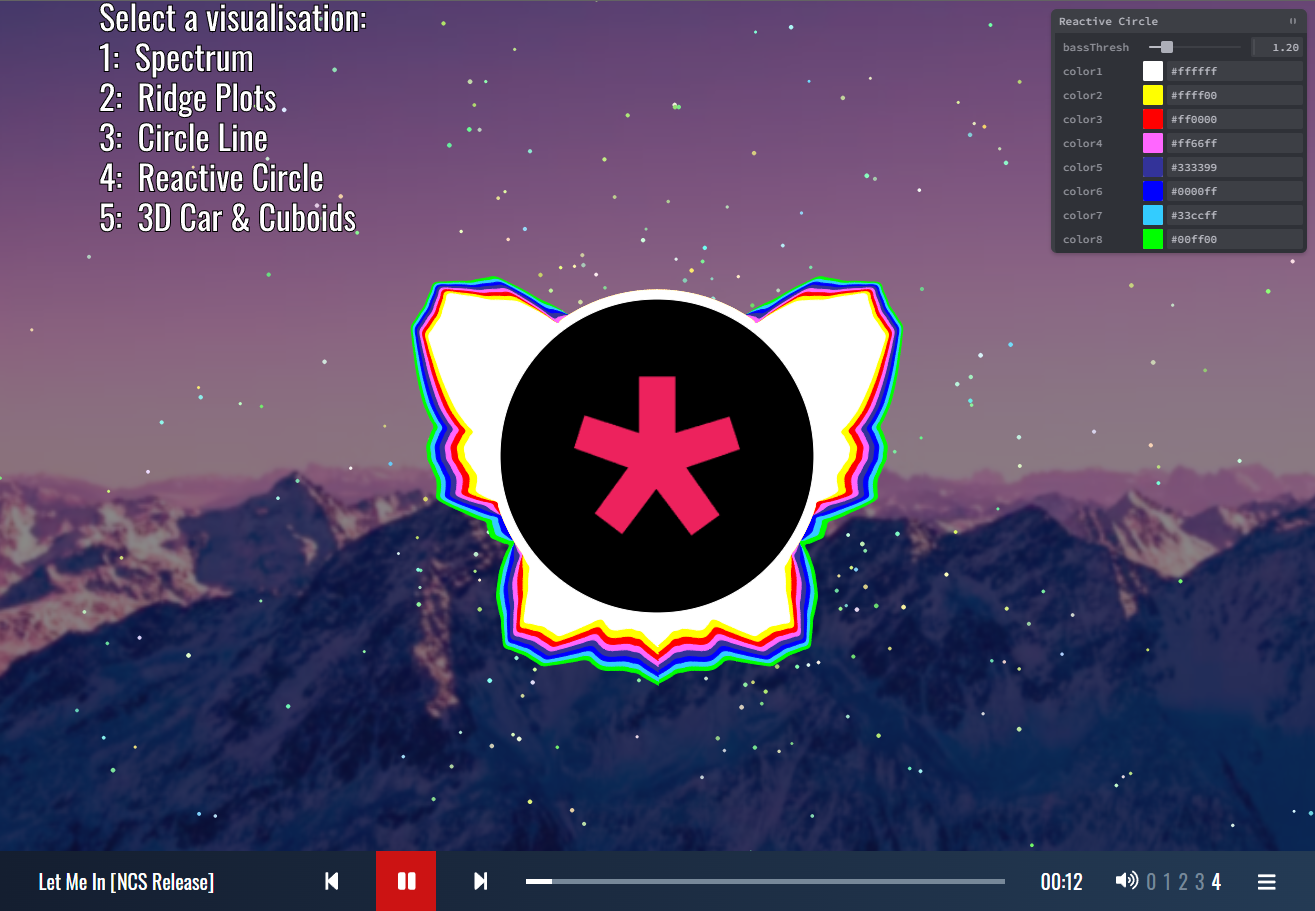 Select a visualisation:
1: Spectrum
2: Ridge Plots
3: Circle Line
4: Reactive Circle
5: 3D Car & Cuboids
Reactive Circle
bassThresh 1.20
color1 #ffffff
color2 #ffff00
color3 #ff0000
color4 #ff66ff
color5 #333399
color6 #0000ff
color7 #33ccff
color8 #00ff00
Let Me In [NCS Release] 00:12 0 1 2 3 4